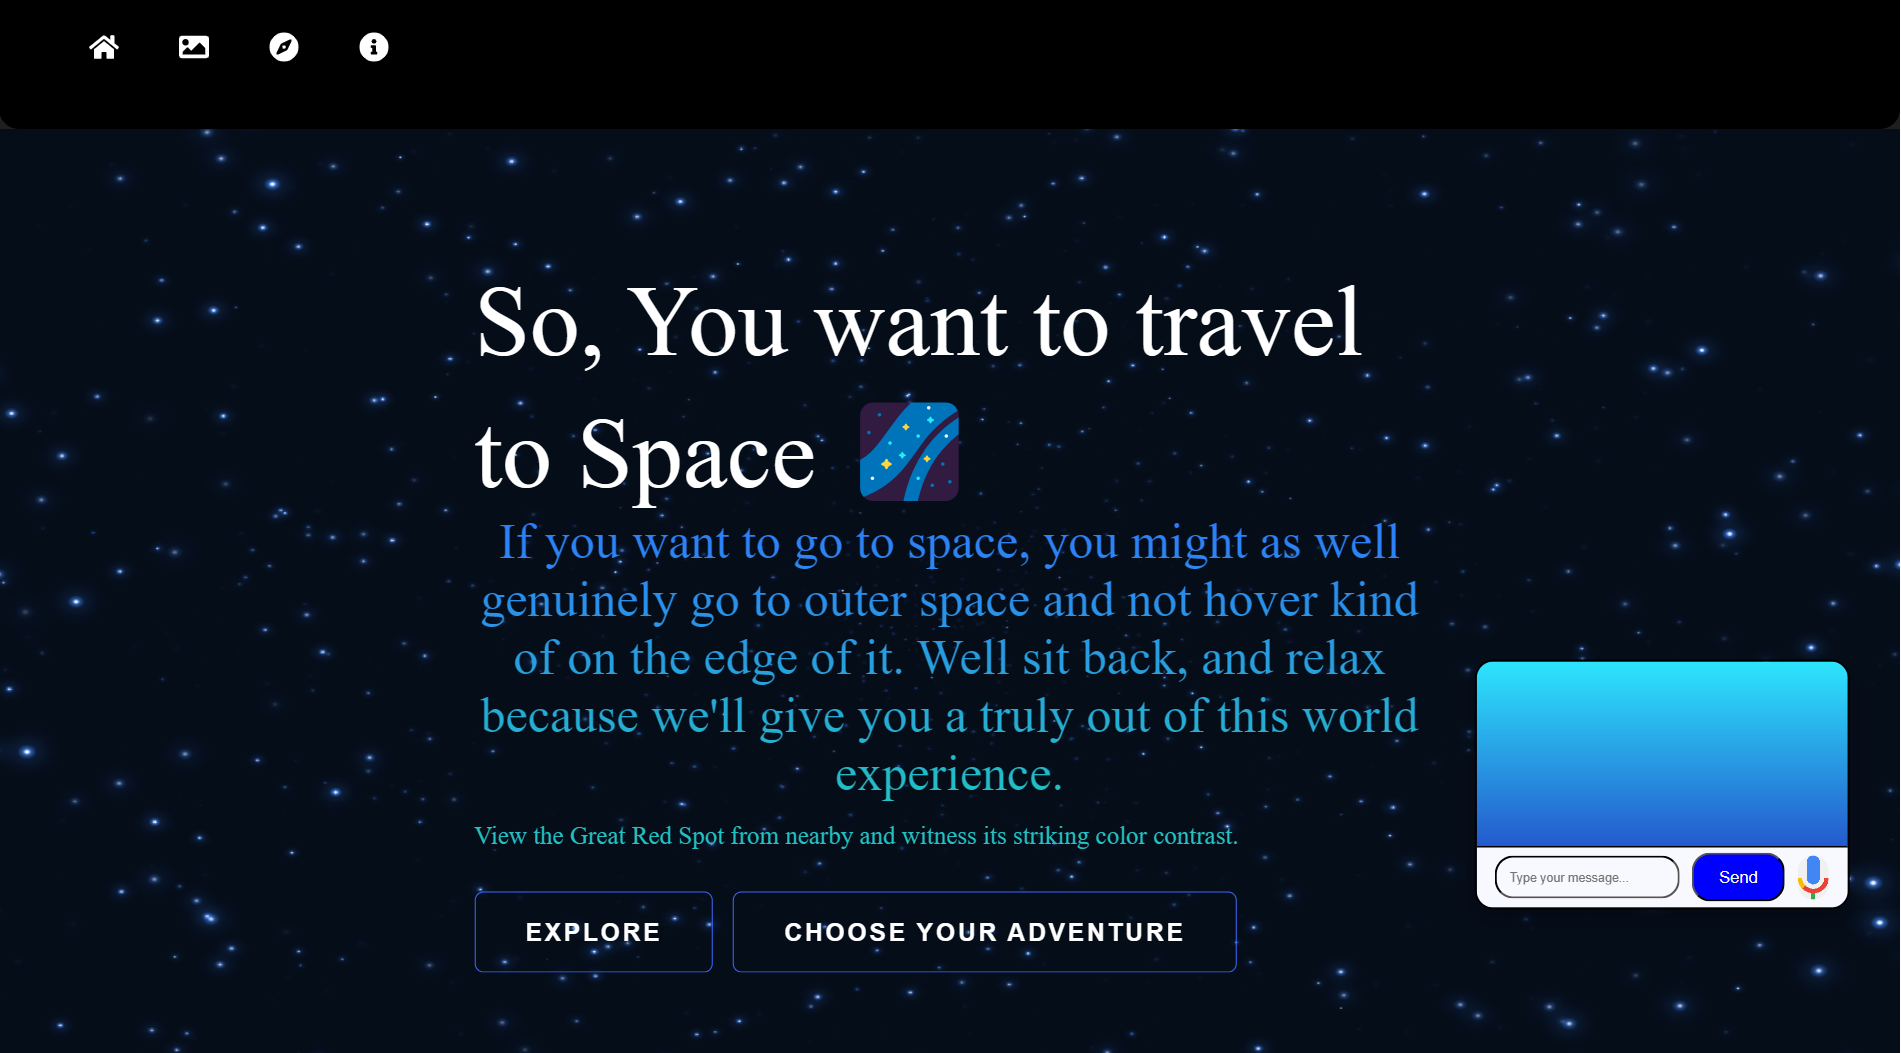 So, You want to travel
to Space
If you want to go to space, you might as well
genuinely go to outer space and not hover kind
of on the edge of it. Well sit back, and relax
because we'll give you a truly out of this world
experience.
View the Great Red Spot from nearby and witness its striking color contrast.
EXPLORE
CHOOSE YOUR ADVENTURE
Type your message...
Send